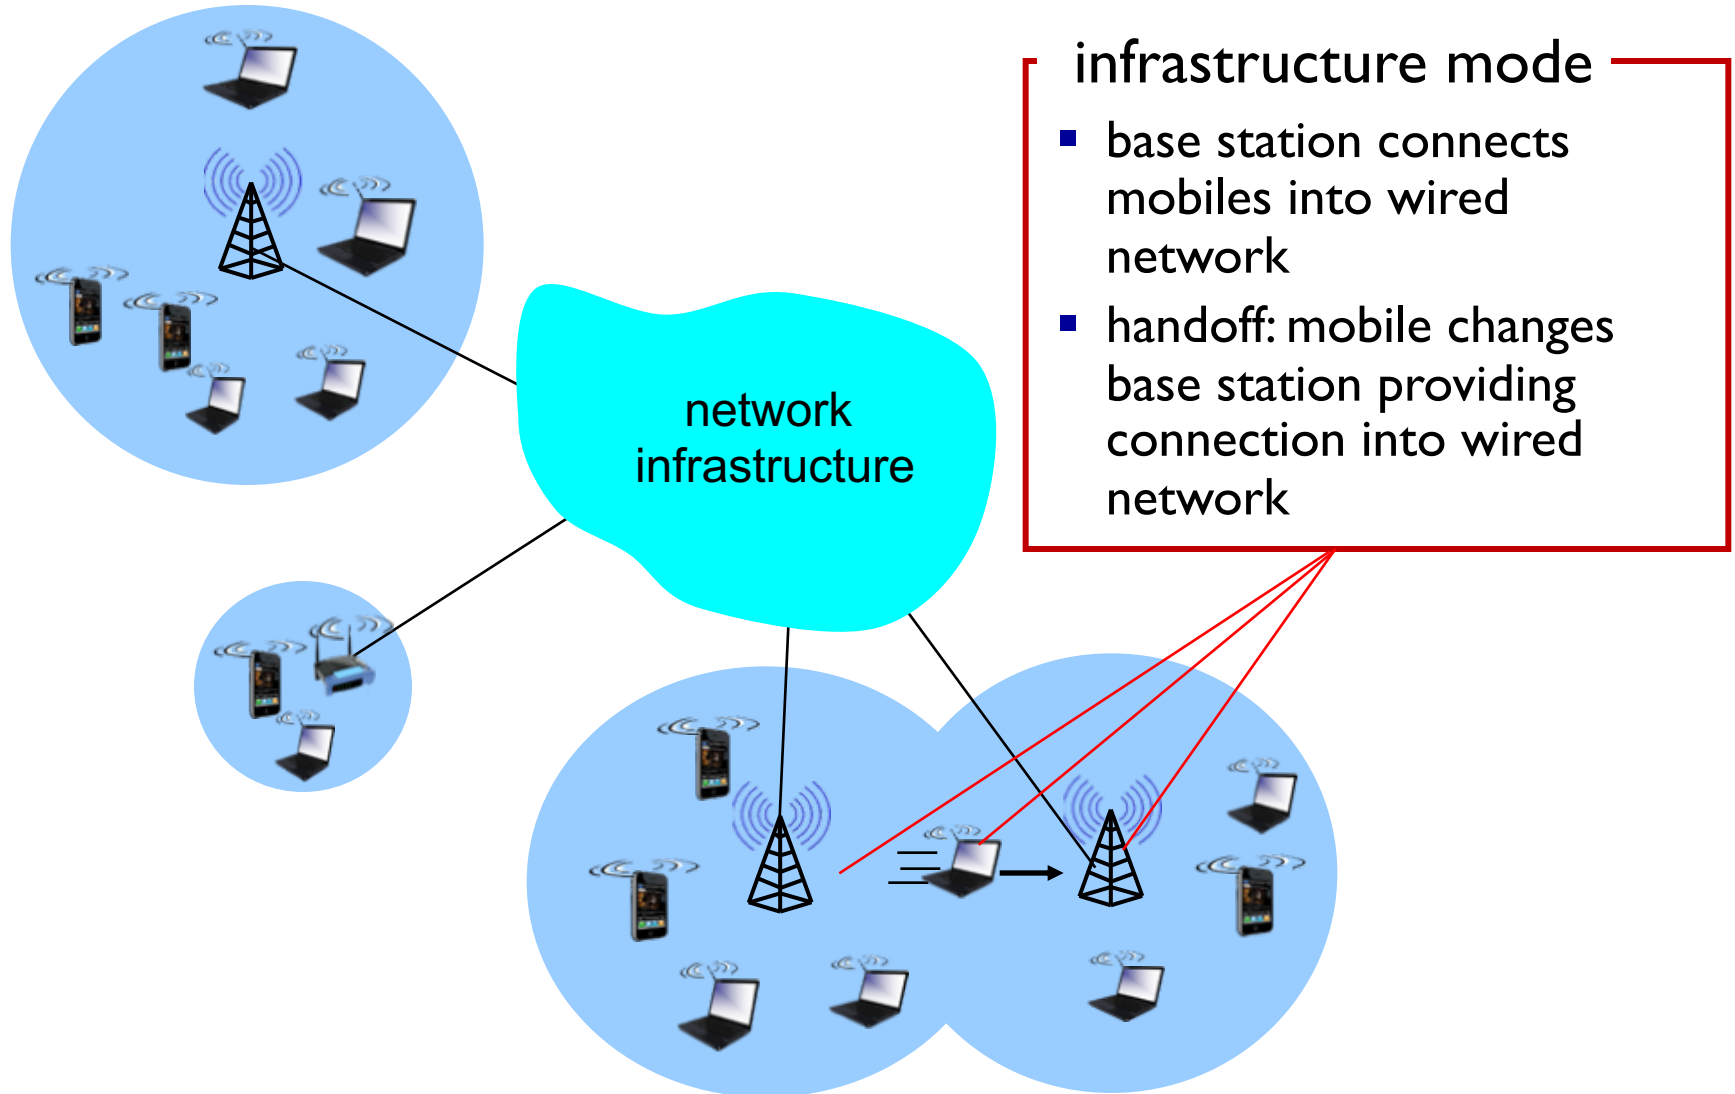 infrastructure mode
base station connects
mobiles into wired
network
handoff: mobile changes
base station providing
connection into wired
network
network
infrastructure